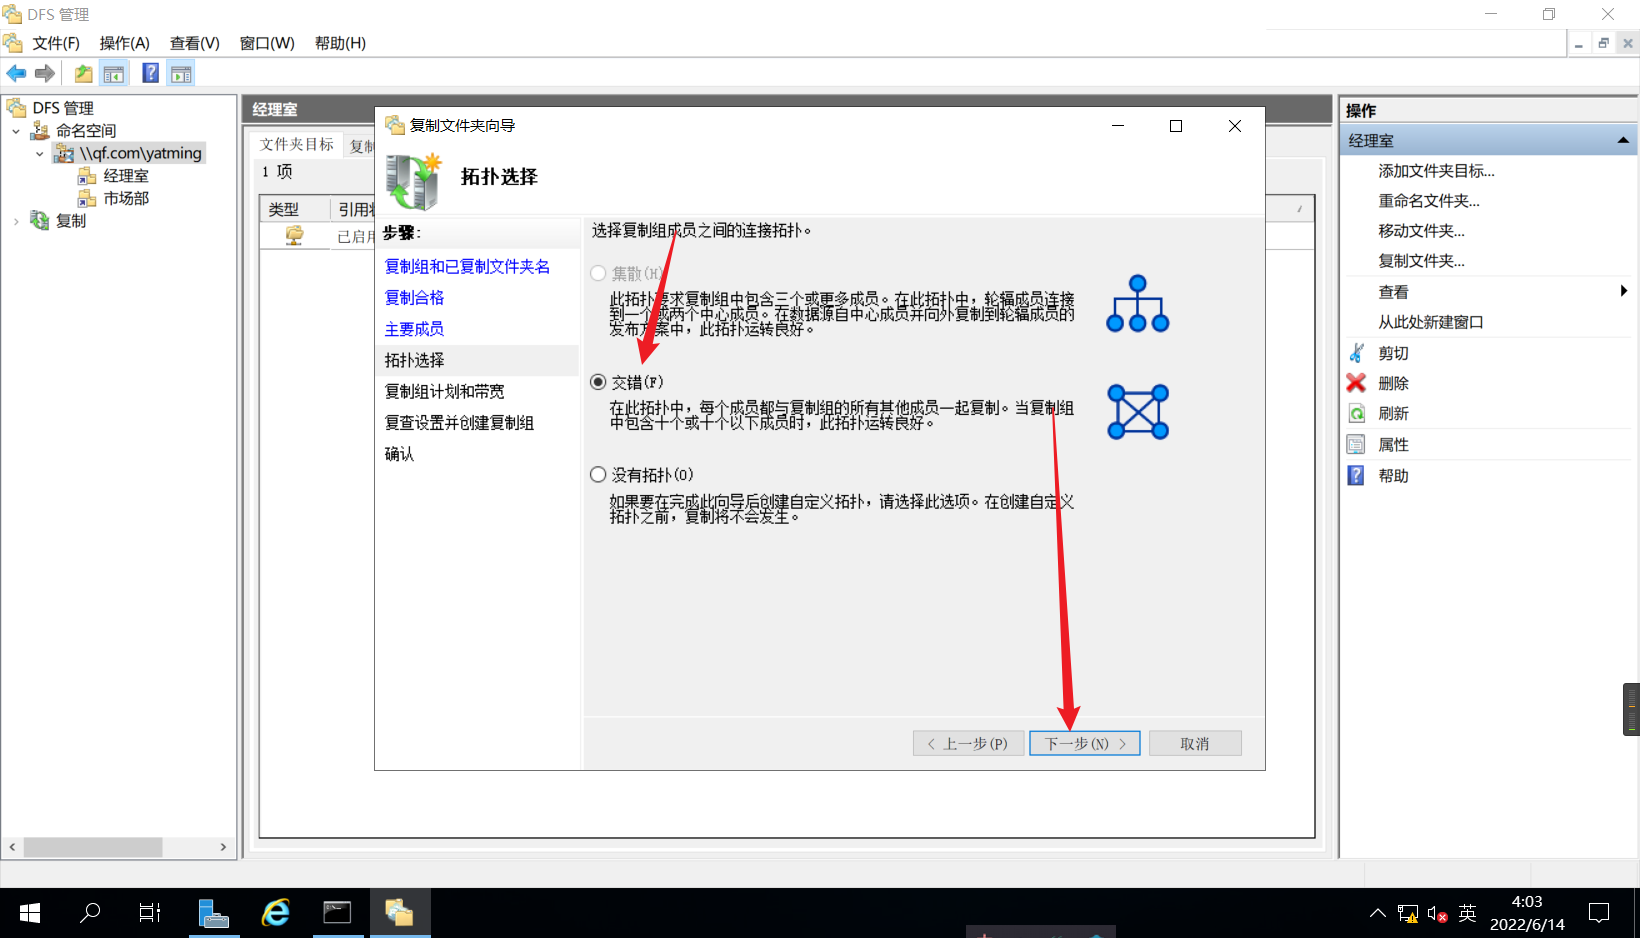 DFS 管理
文件(F) 操作(A) 查看(V) 窗口(W) 帮助(H)
DFS 管理
命名空间
\\qf.com\yatming
经理室
市场部
复制
经理室
文件夹目标 复制
1 项
类型 引用状
已启用
复制文件夹向导
拓扑选择
步骤:
复制组和已复制文件夹名
复制合格
主要成员
拓扑选择
复制组计划和带宽
复查设置并创建复制组
确认
选择复制组成员之间的连接拓扑。
集散(H)
此拓扑要求复制组中包含三个或更多成员。在此拓扑中，轮辐成员连接
到一个或两个中心成员。在数据源自中心成员并向外复制到轮辐成员的
发布方案中，此拓扑运转良好。
交错(F)
在此拓扑中，每个成员都与复制组的所有其他成员一起复制。当复制组
中包含十个或十个以下成员时，此拓扑运转良好。
没有拓扑(O)
如果要在完成此向导后创建自定义拓扑，请选择此选项。在创建自定义
拓扑之前，复制将不会发生。
< 上一步(P) 下一步(N) > 取消
操作
经理室
添加文件夹目标...
重命名文件夹...
移动文件夹...
复制文件夹...
查看
从此处新建窗口
剪切
删除
刷新
属性
帮助
英
4:03
2022/6/14